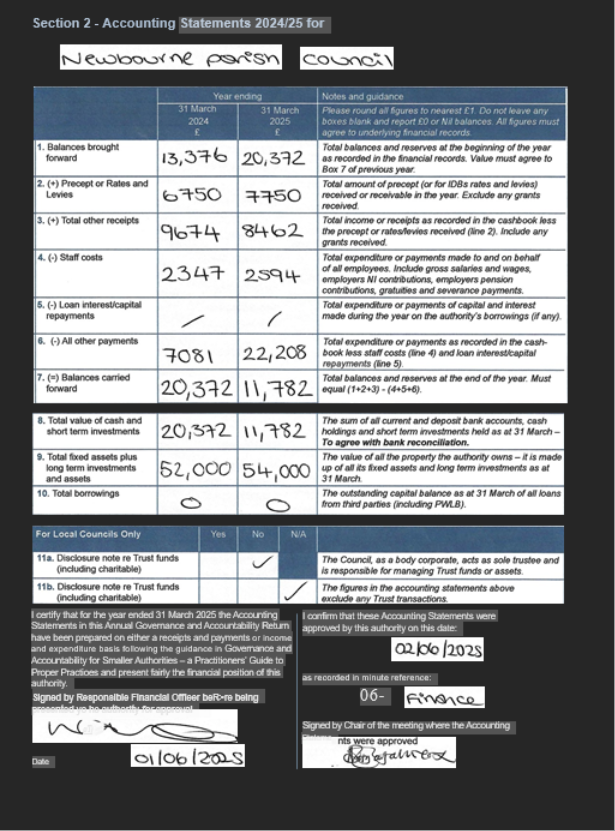 Section 2 - Accounting Statements 2024/25 for
Newbourne parish council
Year ending
Notes and guidance
31 March 2024 £
31 March 2025 £
Please round all figures to nearest £1. Do not leave any boxes blank and report £0 or Nil balances. All figures must agree to underlying financial records.
1. Balances brought forward
13,376 20,372
Total balances and reserves at the beginning of the year as recorded in the financial records. Value must agree to Box 7 of previous year.
2. (+) Precept or Rates and Levies
6750 7750
Total amount of precept (or for IDBs rates and levies) received or receivable in the year. Exclude any grants received.
3. (+) Total other receipts
9674 8462
Total income or receipts as recorded in the cashbook less the precept or rates/levies received (line 2). Include any grants received.
4. (-) Staff costs
2347 2594
Total expenditure or payments made to and on behalf of all employees. Include gross salaries and wages, employers NI contributions, employers pension contributions, gratuities and severance payments.
5. (-) Loan interest/capital repayments
/ /
Total expenditure or payments of capital and interest made during the year on the authority's borrowings (if any).
6. (-) All other payments
7081 22,208
Total expenditure or payments as recorded in the cash-book less staff costs (line 4) and loan interest/capital repayments (line 5).
7. (=) Balances carried forward
20,372 11,782
Total balances and reserves at the end of the year. Must equal (1+2+3) - (4+5+6).
8. Total value of cash and short term investments
20,372 11,782
The sum of all current and deposit bank accounts, cash holdings and short term investments held as at 31 March – To agree with bank reconciliation.
9. Total fixed assets plus long term investments and assets
52,000 54,000
The value of all the property the authority owns – it is made up of all its fixed assets and long term investments as at 31 March.
10. Total borrowings
0 0
The outstanding capital balance as at 31 March of all loans from third parties (including PWLB).
For Local Councils Only
Yes No N/A
11a. Disclosure note re Trust funds (including charitable)
✓
The Council, as a body corporate, acts as sole trustee and is responsible for managing Trust funds or assets.
11b. Disclosure note re Trust funds (including charitable)
✓
The figures in the accounting statements above exclude any Trust transactions.
I certify that for the year ended 31 March 2025 the Accounting
Statements in this Annual Governance and Accountability Return
have been prepared on either a receipts and payments or income
and expenditure basis following the guidance in Governance and
Accountability for Smaller Authorities – a Practitioners' Guide to
Proper Practices and present fairly the financial position of this
authority.
Signed by Responsible Financial Officer
being
Date
01/06/2025
I confirm that these Accounting Statements were
approved by this authority on this date:
02/06/2025
as recorded in minute reference:
06- Finance
Signed by Chair of the meeting where the Accounting
nts were approved